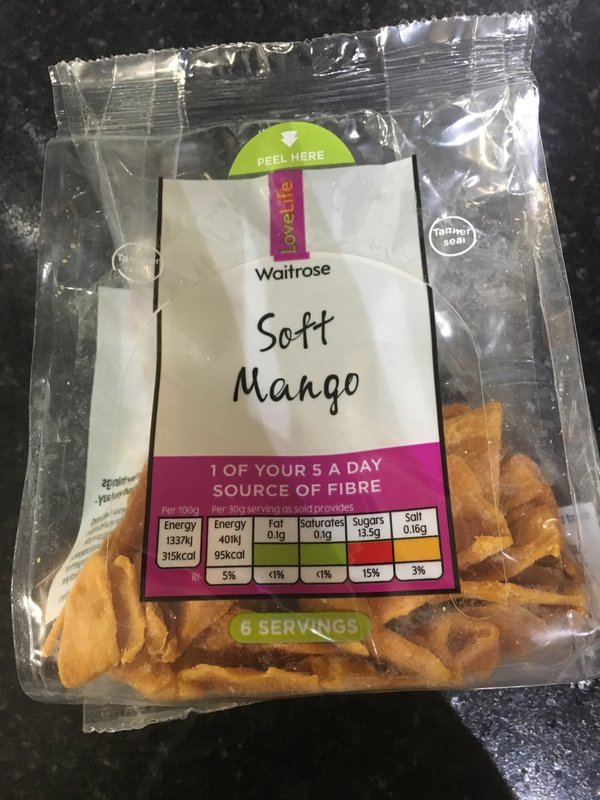 PEEL HERE
LoveLife
Tamper
seal
Waitrose
Soft
Mango
1 OF YOUR 5 A DAY
SOURCE OF FIBRE
Per 100g Per 30g serving as sold provides
Energy Energy Fat Saturates Sugars Salt
1337kJ 401kJ 0.1g 0.1g 13.5g 0.16g
315kcal 95kcal
RI 5% <1% <1% 15% 3%
6 SERVINGS